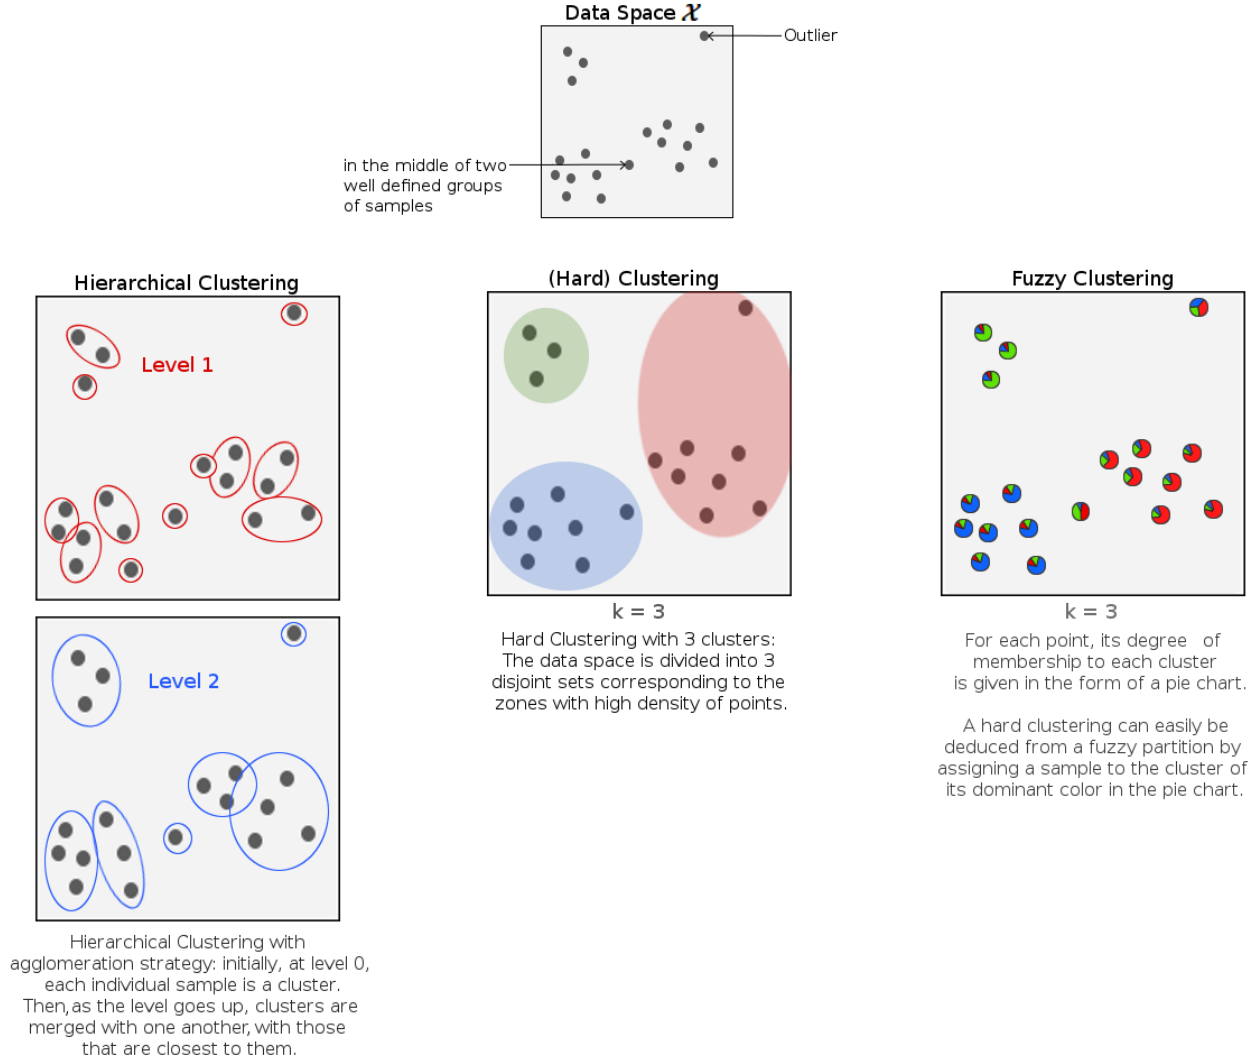 Data Space 𝒳
Outlier
in the middle of two
well defined groups
of samples
Hierarchical Clustering
Level 1
Level 2
Hierarchical Clustering with
agglomeration strategy: initially, at level 0,
each individual sample is a cluster.
Then, as the level goes up, clusters are
merged with one another, with those
that are closest to them.
(Hard) Clustering
k = 3
Hard Clustering with 3 clusters:
The data space is divided into 3
disjoint sets corresponding to the
zones with high density of points.
Fuzzy Clustering
k = 3
For each point, its degree of
membership to each cluster
is given in the form of a pie chart.
A hard clustering can easily be
deduced from a fuzzy partition by
assigning a sample to the cluster of
its dominant color in the pie chart.